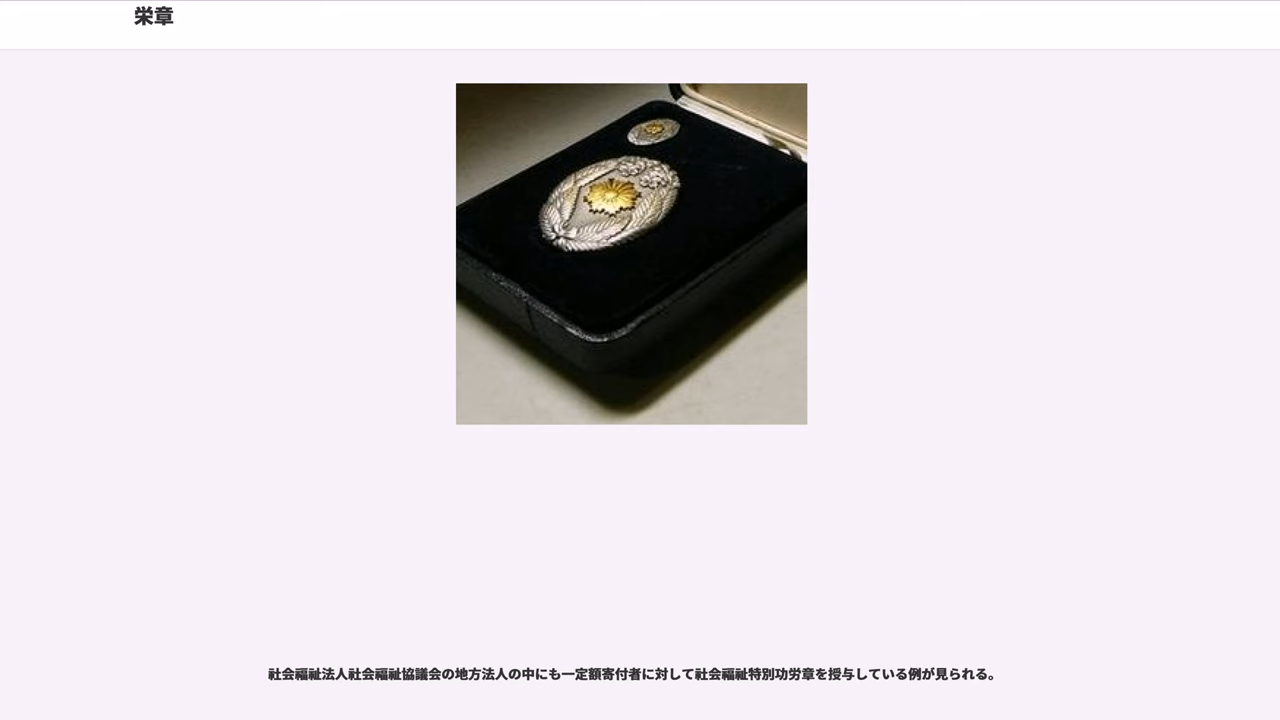 栄章
社会福祉法人社会福祉協議会の地方法人の中にも一定額寄付者に対して社会福祉特別功労章を授与している例が見られる。